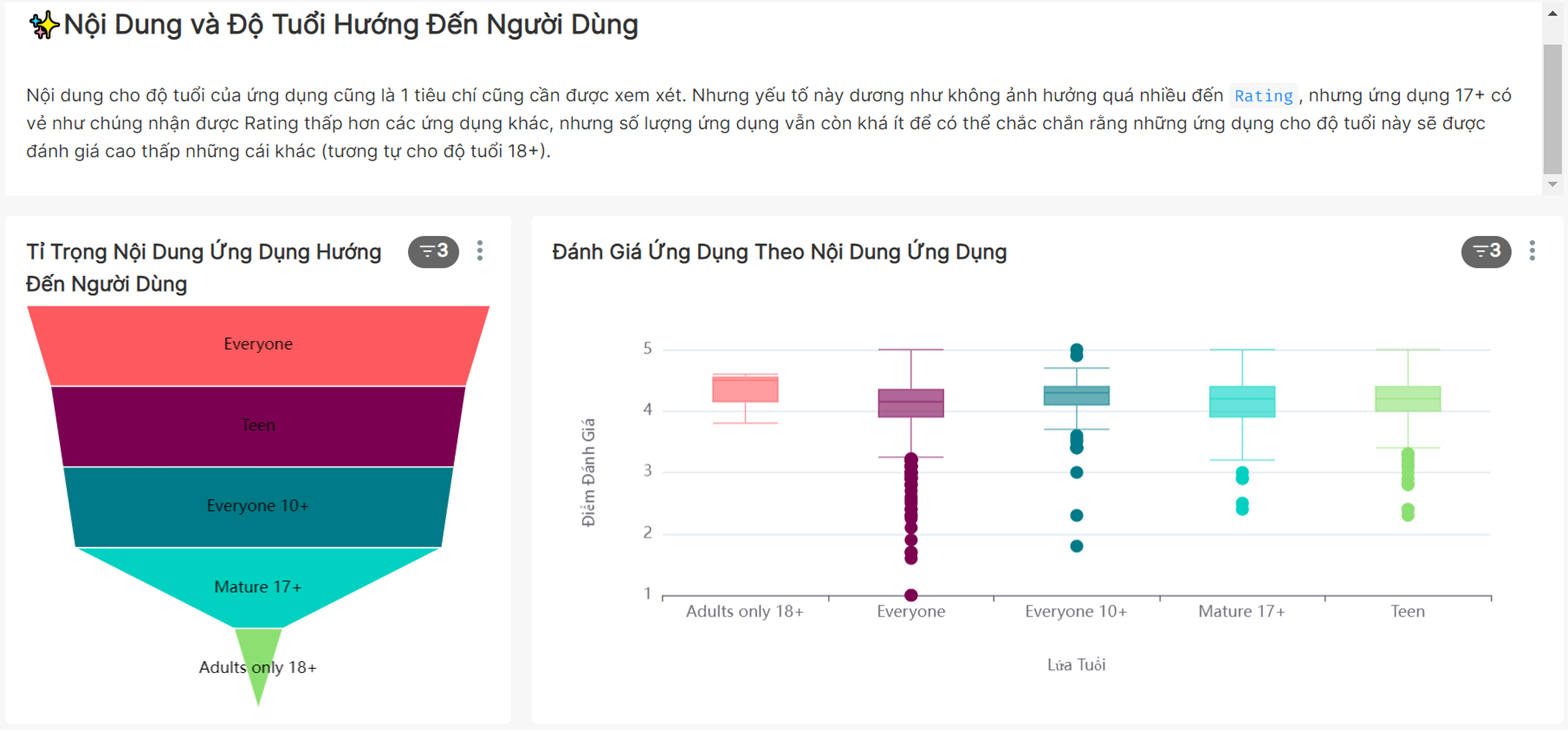 ✨Nội Dung và Độ Tuổi Hướng Đến Người Dùng
Nội dung cho độ tuổi của ứng dụng cũng là 1 tiêu chí cũng cần được xem xét. Nhưng yếu tố này dương như không ảnh hưởng quá nhiều đến Rating, nhưng ứng dụng 17+ có
vẻ như chúng nhận được Rating thấp hơn các ứng dụng khác, nhưng số lượng ứng dụng vẫn còn khá ít để có thể chắc chắn rằng những ứng dụng cho độ tuổi này sẽ được
đánh giá cao thấp những cái khác (tương tự cho độ tuổi 18+).
Tỉ Trọng Nội Dung Ứng Dụng Hướng
Đến Người Dùng
3
Everyone
Teen
Everyone 10+
Mature 17+
Adults only 18+
Đánh Giá Ứng Dụng Theo Nội Dung Ứng Dụng
3
Điểm Đánh Giá
5
4
3
2
1
Adults only 18+
Everyone
Everyone 10+
Mature 17+
Teen
Lứa Tuổi